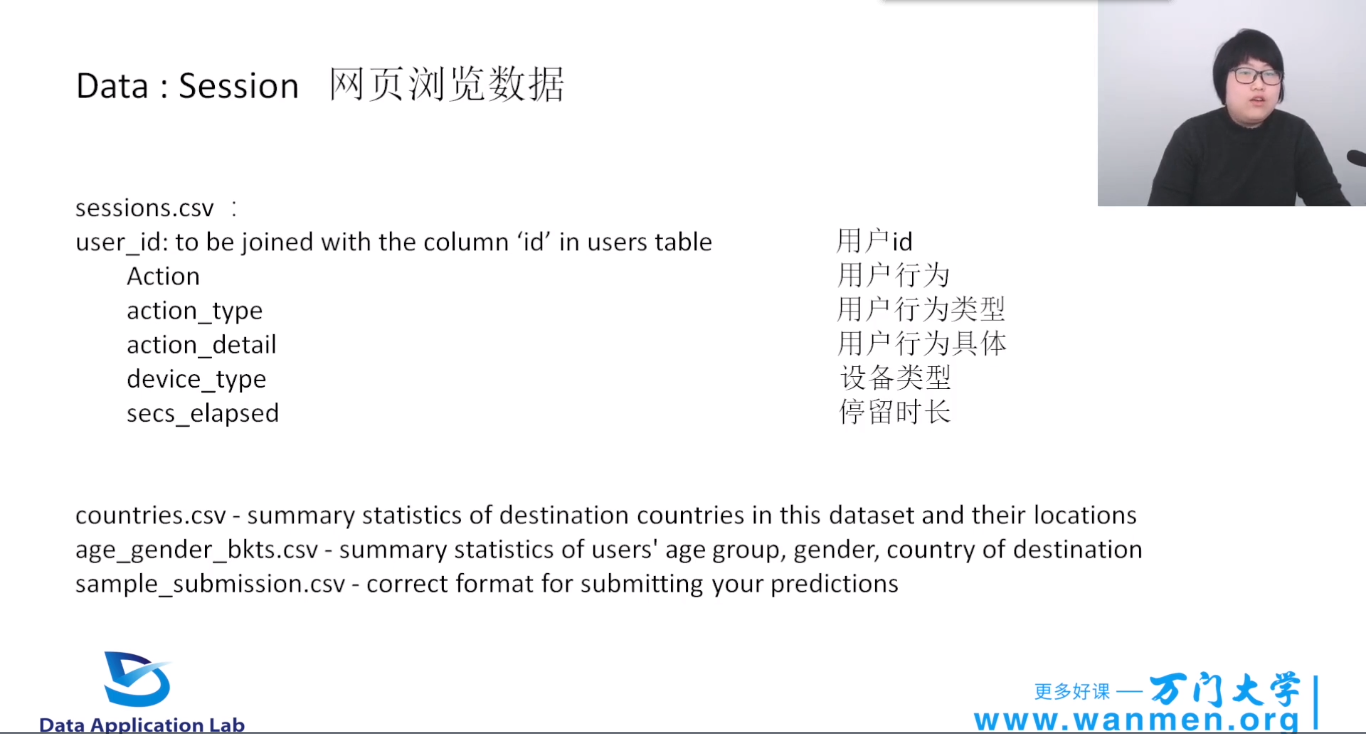 Data : Session 网页浏览数据
sessions.csv ：
user_id: to be joined with the column ‘id’ in users table 用户id
Action 用户行为
action_type 用户行为类型
action_detail 用户行为具体
device_type 设备类型
secs_elapsed 停留时长
countries.csv - summary statistics of destination countries in this dataset and their locations
age_gender_bkts.csv - summary statistics of users' age group, gender, country of destination
sample_submission.csv - correct format for submitting your predictions
Data Application Lab
更多好课 — 万门大学
www.wanmen.org